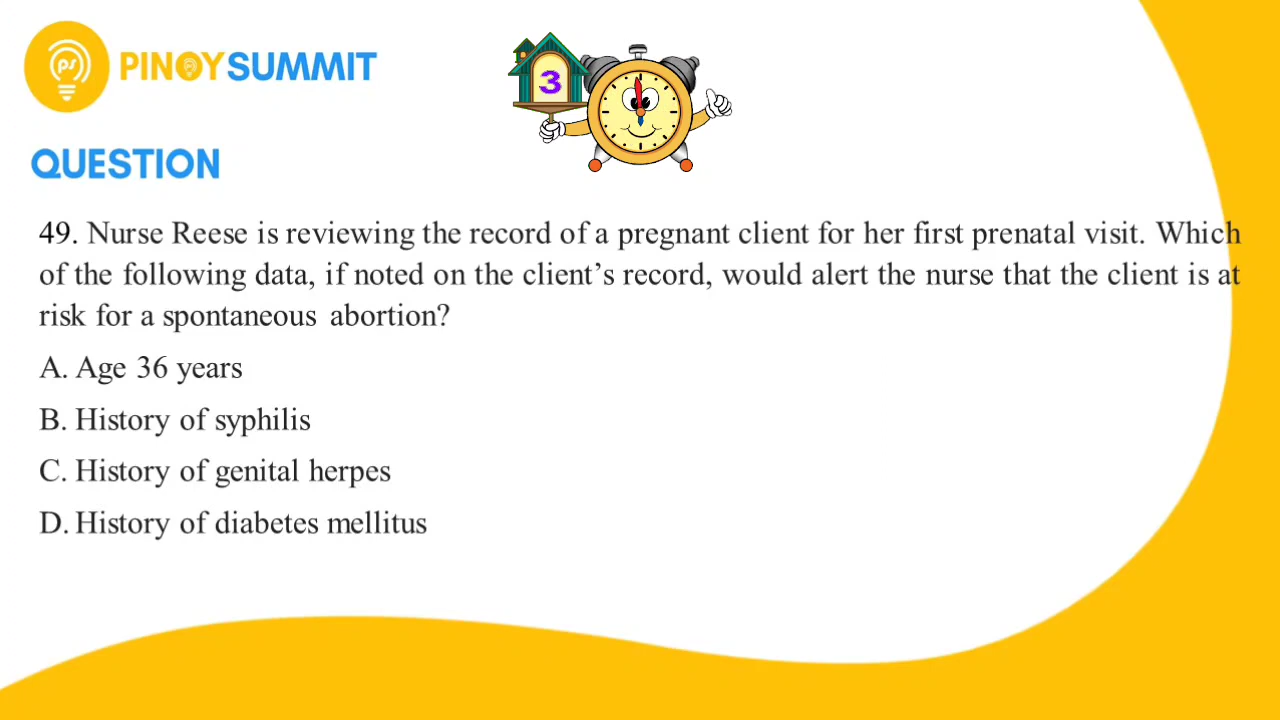 PINOY SUMMIT
3
QUESTION
49. Nurse Reese is reviewing the record of a pregnant client for her first prenatal visit. Which
of the following data, if noted on the client’s record, would alert the nurse that the client is at
risk for a spontaneous abortion?
A. Age 36 years
B. History of syphilis
C. History of genital herpes
D. History of diabetes mellitus